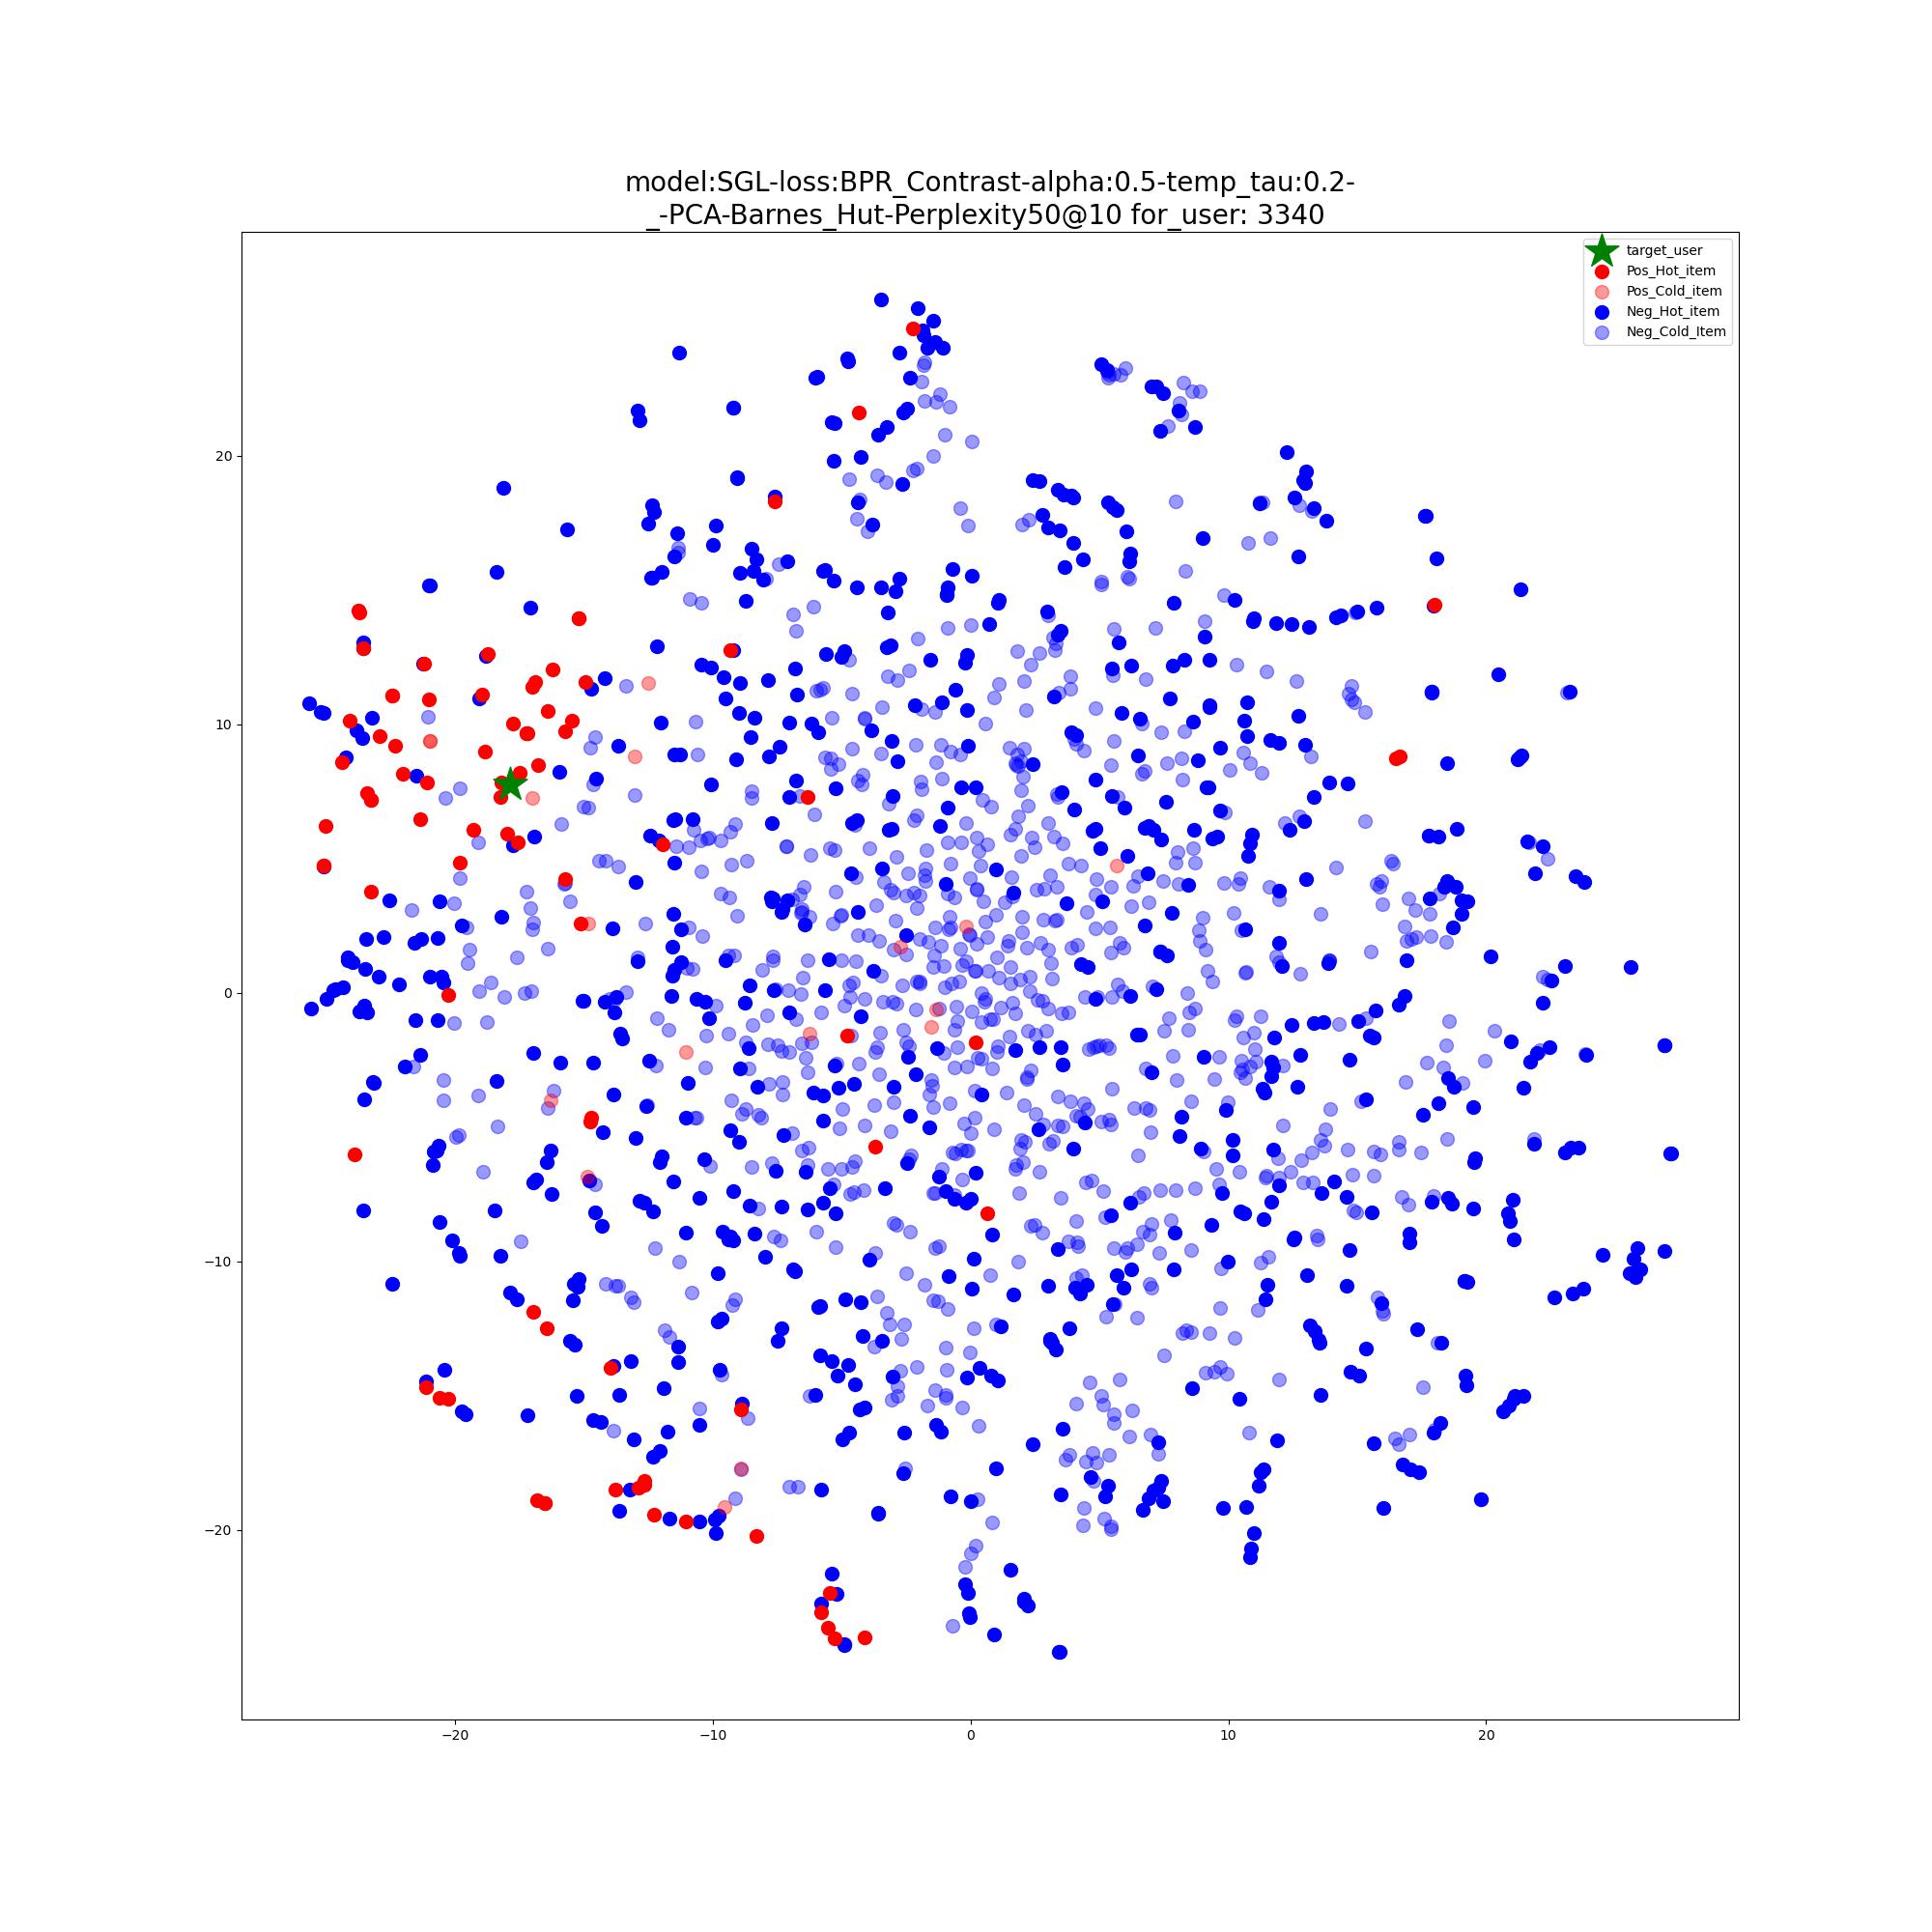 model:SGL-loss:BPR_Contrast-alpha:0.5-temp_tau:0.2-
_-PCA-Barnes_Hut-Perplexity50@10 for_user: 3340
target_user
Pos_Hot_item
Pos_Cold_item
Neg_Hot_item
Neg_Cold_Item
20
10
0
−10
−20
−20 −10 0 10 20